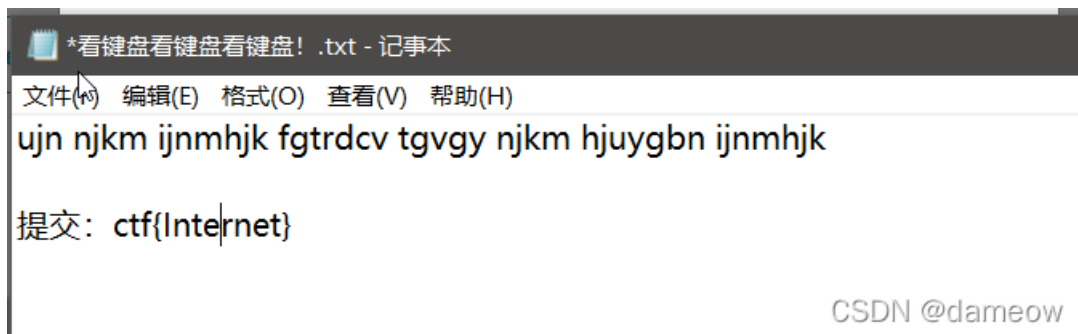 *看键盘看键盘看键盘！.txt - 记事本
文件(F) 编辑(E) 格式(O) 查看(V) 帮助(H)
ujn njkm ijnmhjk fgtrdcv tgvgy njkm hjuygbn ijnmhjk
提交：ctf{Internet}
CSDN @dameow